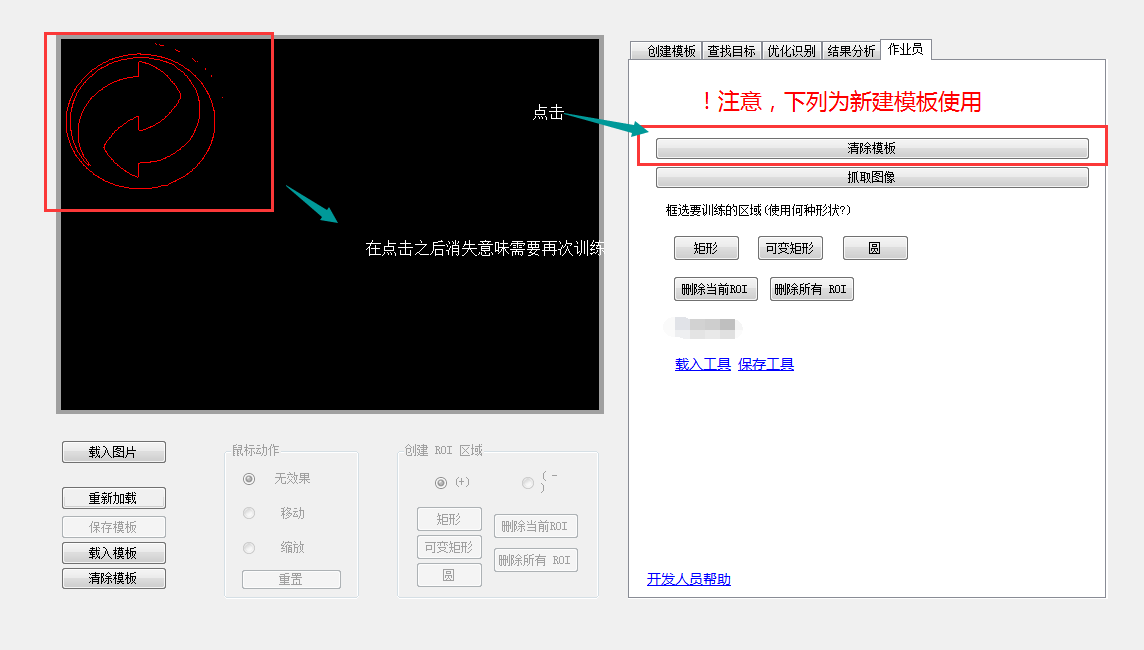 点击
在点击之后消失意味需要再次训练
载入图片
重新加载
保存模板
载入模板
清除模板
鼠标动作
无效果
移动
缩放
重置
创建 ROI 区域
(+)
(-)
矩形
可变矩形
圆
删除当前ROI
删除所有 ROI
创建模板 查找目标 优化识别 结果分析 作业员
！注意，下列为新建模板使用
清除模板
抓取图像
框选要训练的区域(使用何种形状?)
矩形 可变矩形 圆
删除当前ROI 删除所有 ROI
载入工具 保存工具
开发人员帮助